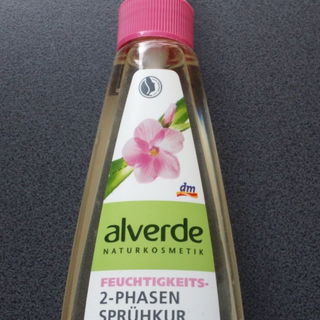 dm
alverde
NATURKOSMETIK
FEUCHTIGKEITS-
2-PHASEN
SPRÜHKUR